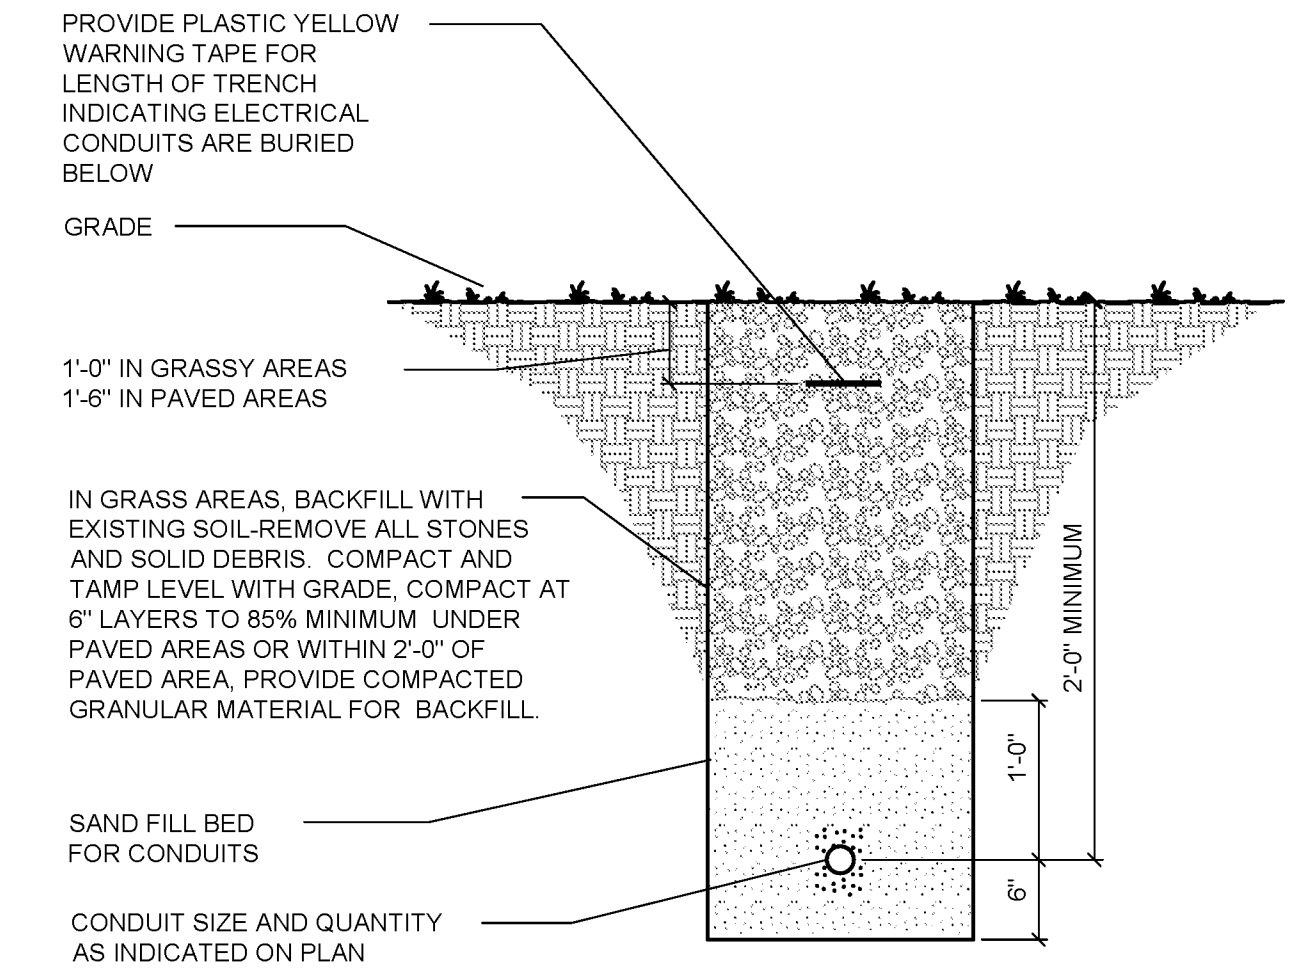 PROVIDE PLASTIC YELLOW
WARNING TAPE FOR
LENGTH OF TRENCH
INDICATING ELECTRICAL
CONDUITS ARE BURIED
BELOW
GRADE
1'-0" IN GRASSY AREAS
1'-6" IN PAVED AREAS
IN GRASS AREAS, BACKFILL WITH
EXISTING SOIL-REMOVE ALL STONES
AND SOLID DEBRIS. COMPACT AND
TAMP LEVEL WITH GRADE, COMPACT AT
6" LAYERS TO 85% MINIMUM UNDER
PAVED AREAS OR WITHIN 2'-0" OF
PAVED AREA, PROVIDE COMPACTED
GRANULAR MATERIAL FOR BACKFILL.
SAND FILL BED
FOR CONDUITS
CONDUIT SIZE AND QUANTITY
AS INDICATED ON PLAN
2'-0" MINIMUM
1'-0"
6"